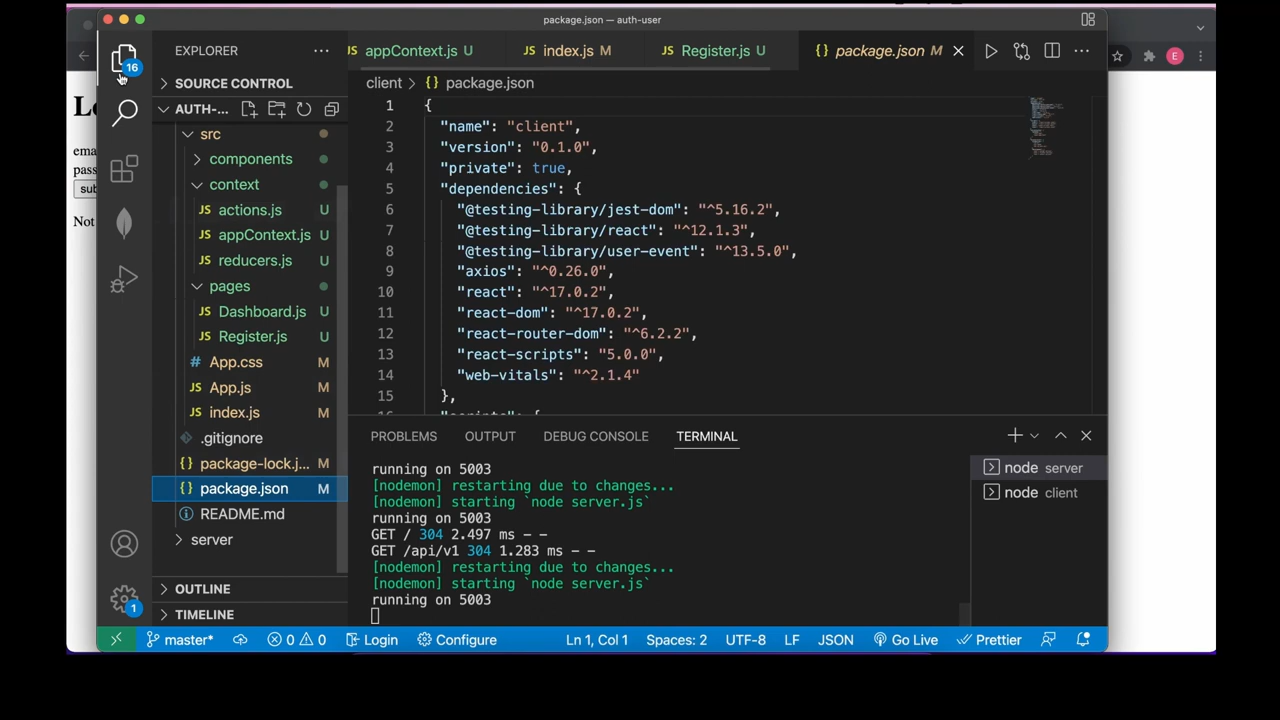 package.json — auth-user
16
EXPLORER
SOURCE CONTROL
AUTH-...
src
components
context
actions.js U
appContext.js U
reducers.js U
pages
Dashboard.js U
Register.js U
App.css M
App.js M
index.js M
.gitignore
package-lock.j... M
package.json M
README.md
server
OUTLINE
TIMELINE
1
appContext.js U
index.js M
Register.js U
package.json M
client > package.json
1 {
2 "name": "client",
3 "version": "0.1.0",
4 "private": true,
5 "dependencies": {
6 "@testing-library/jest-dom": "^5.16.2",
7 "@testing-library/react": "^12.1.3",
8 "@testing-library/user-event": "^13.5.0",
9 "axios": "^0.26.0",
10 "react": "^17.0.2",
11 "react-dom": "^17.0.2",
12 "react-router-dom": "^6.2.2",
13 "react-scripts": "5.0.0",
14 "web-vitals": "^2.1.4"
15 },
PROBLEMS OUTPUT DEBUG CONSOLE TERMINAL
running on 5003
[nodemon] restarting due to changes...
[nodemon] starting `node server.js`
running on 5003
GET / 304 2.497 ms - -
GET /api/v1 304 1.283 ms - -
[nodemon] restarting due to changes...
[nodemon] starting `node server.js`
running on 5003
node server
node client
master* 0 0 Login Configure Ln 1, Col 1 Spaces: 2 UTF-8 LF JSON Go Live Prettier
E
Not